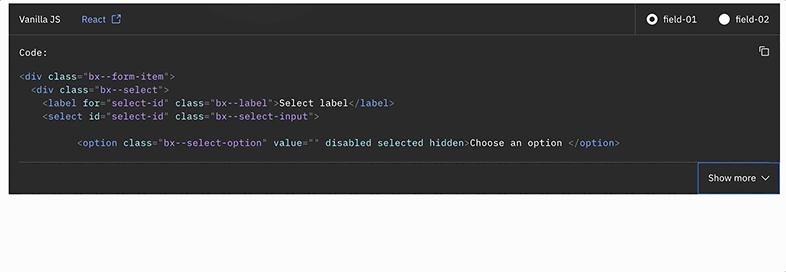 Vanilla JS React field-01 field-02
Code:
<div class="bx--form-item">
<div class="bx--select">
<label for="select-id" class="bx--label">Select label</label>
<select id="select-id" class="bx--select-input">
<option class="bx--select-option" value="" disabled selected hidden>Choose an option </option>
Show more